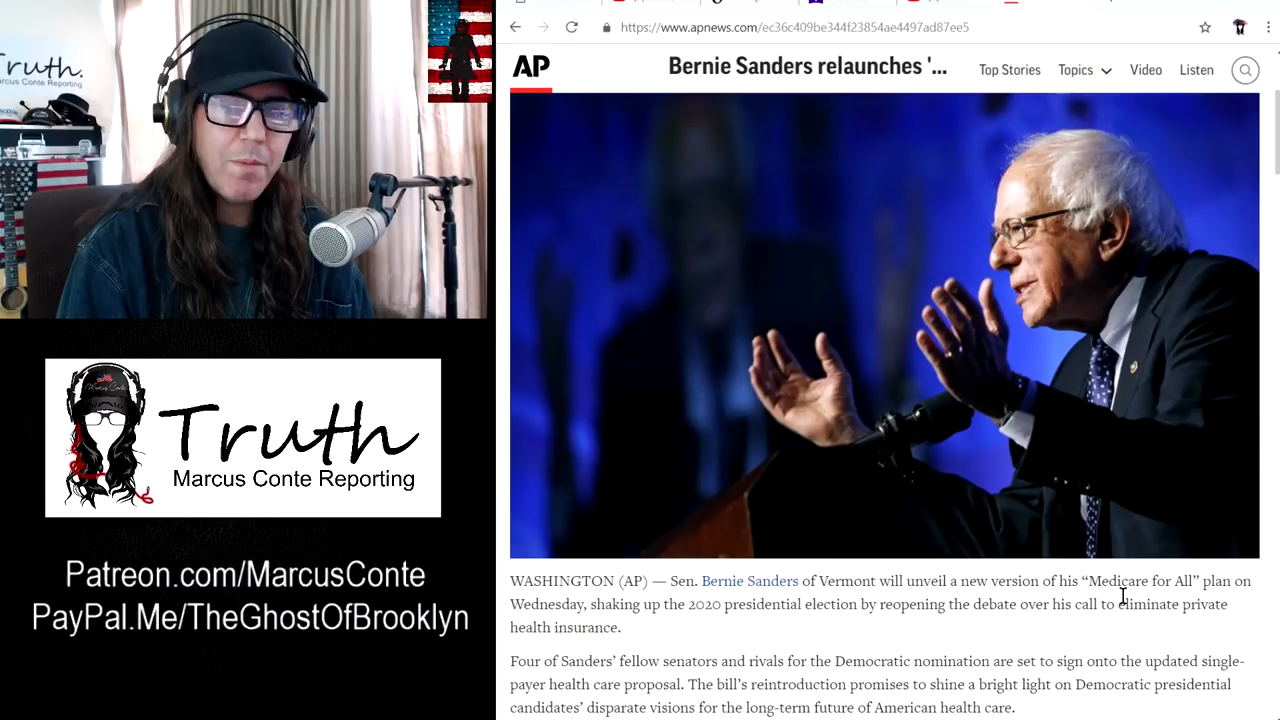 Truth.
Marcus Conte Reporting
Truth
Marcus Conte Reporting
Patreon.com/MarcusConte
PayPal.Me/TheGhostOfBrooklyn
https://www.apnews.com/ec36c409be344f23854ae4497ad87ee5
AP
Bernie Sanders relaunches '...
Top Stories
Topics
Video
Listen
WASHINGTON (AP) — Sen. Bernie Sanders of Vermont will unveil a new version of his “Medicare for All” plan on
Wednesday, shaking up the 2020 presidential election by reopening the debate over his call to eliminate private
health insurance.
Four of Sanders’ fellow senators and rivals for the Democratic nomination are set to sign onto the updated single-
payer health care proposal. The bill’s reintroduction promises to shine a bright light on Democratic presidential
candidates’ disparate visions for the long-term future of American health care.